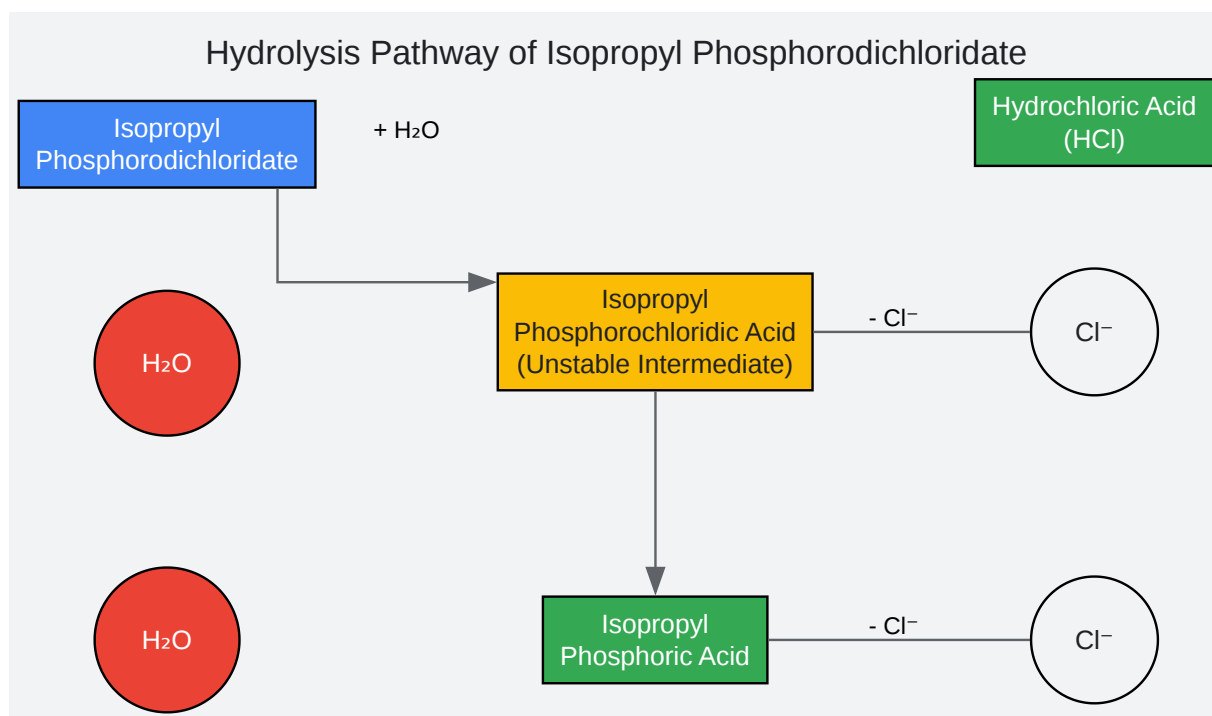 Hydrolysis Pathway of Isopropyl Phosphorodichloridate
Isopropyl
Phosphorodichloridate
+ H₂O
Hydrochloric Acid
(HCl)
H₂O
Isopropyl
Phosphorochloridic Acid
(Unstable Intermediate)
- Cl⁻
Cl⁻
H₂O
Isopropyl
Phosphoric Acid
- Cl⁻
Cl⁻